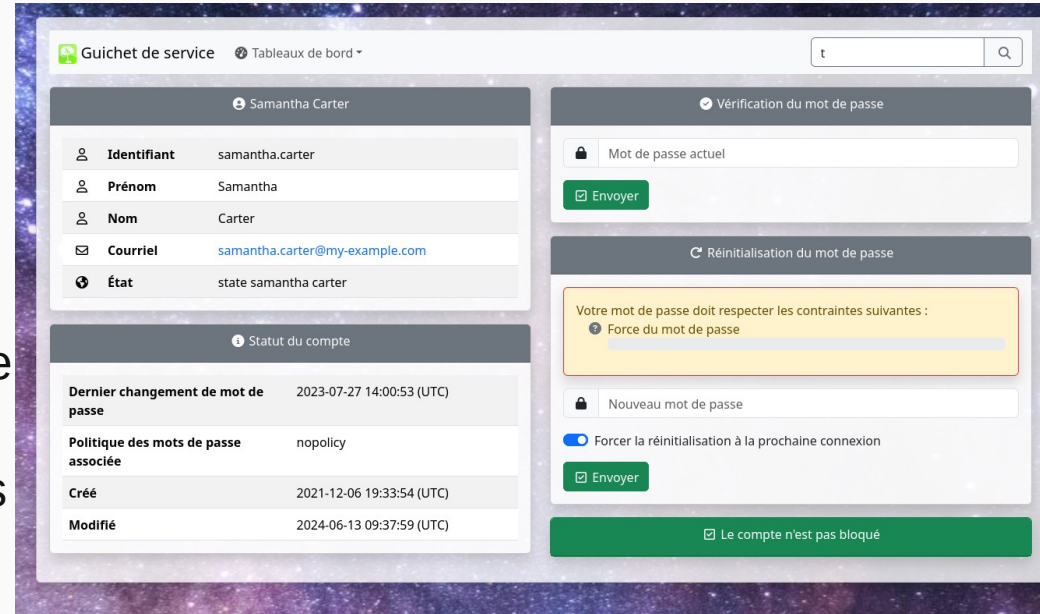 Guichet de service
Tableaux de bord
t
Samantha Carter
Identifiant samantha.carter
Prénom Samantha
Nom Carter
Courriel samantha.carter@my-example.com
État state samantha carter
Statut du compte
Dernier changement de mot de 2023-07-27 14:00:53 (UTC)
passe
Politique des mots de passe nopolicy
associée
Créé 2021-12-06 19:33:54 (UTC)
Modifié 2024-06-13 09:37:59 (UTC)
Vérification du mot de passe
Mot de passe actuel
Envoyer
Réinitialisation du mot de passe
Votre mot de passe doit respecter les contraintes suivantes :
Force du mot de passe
Nouveau mot de passe
Forcer la réinitialisation à la prochaine connexion
Envoyer
Le compte n'est pas bloqué